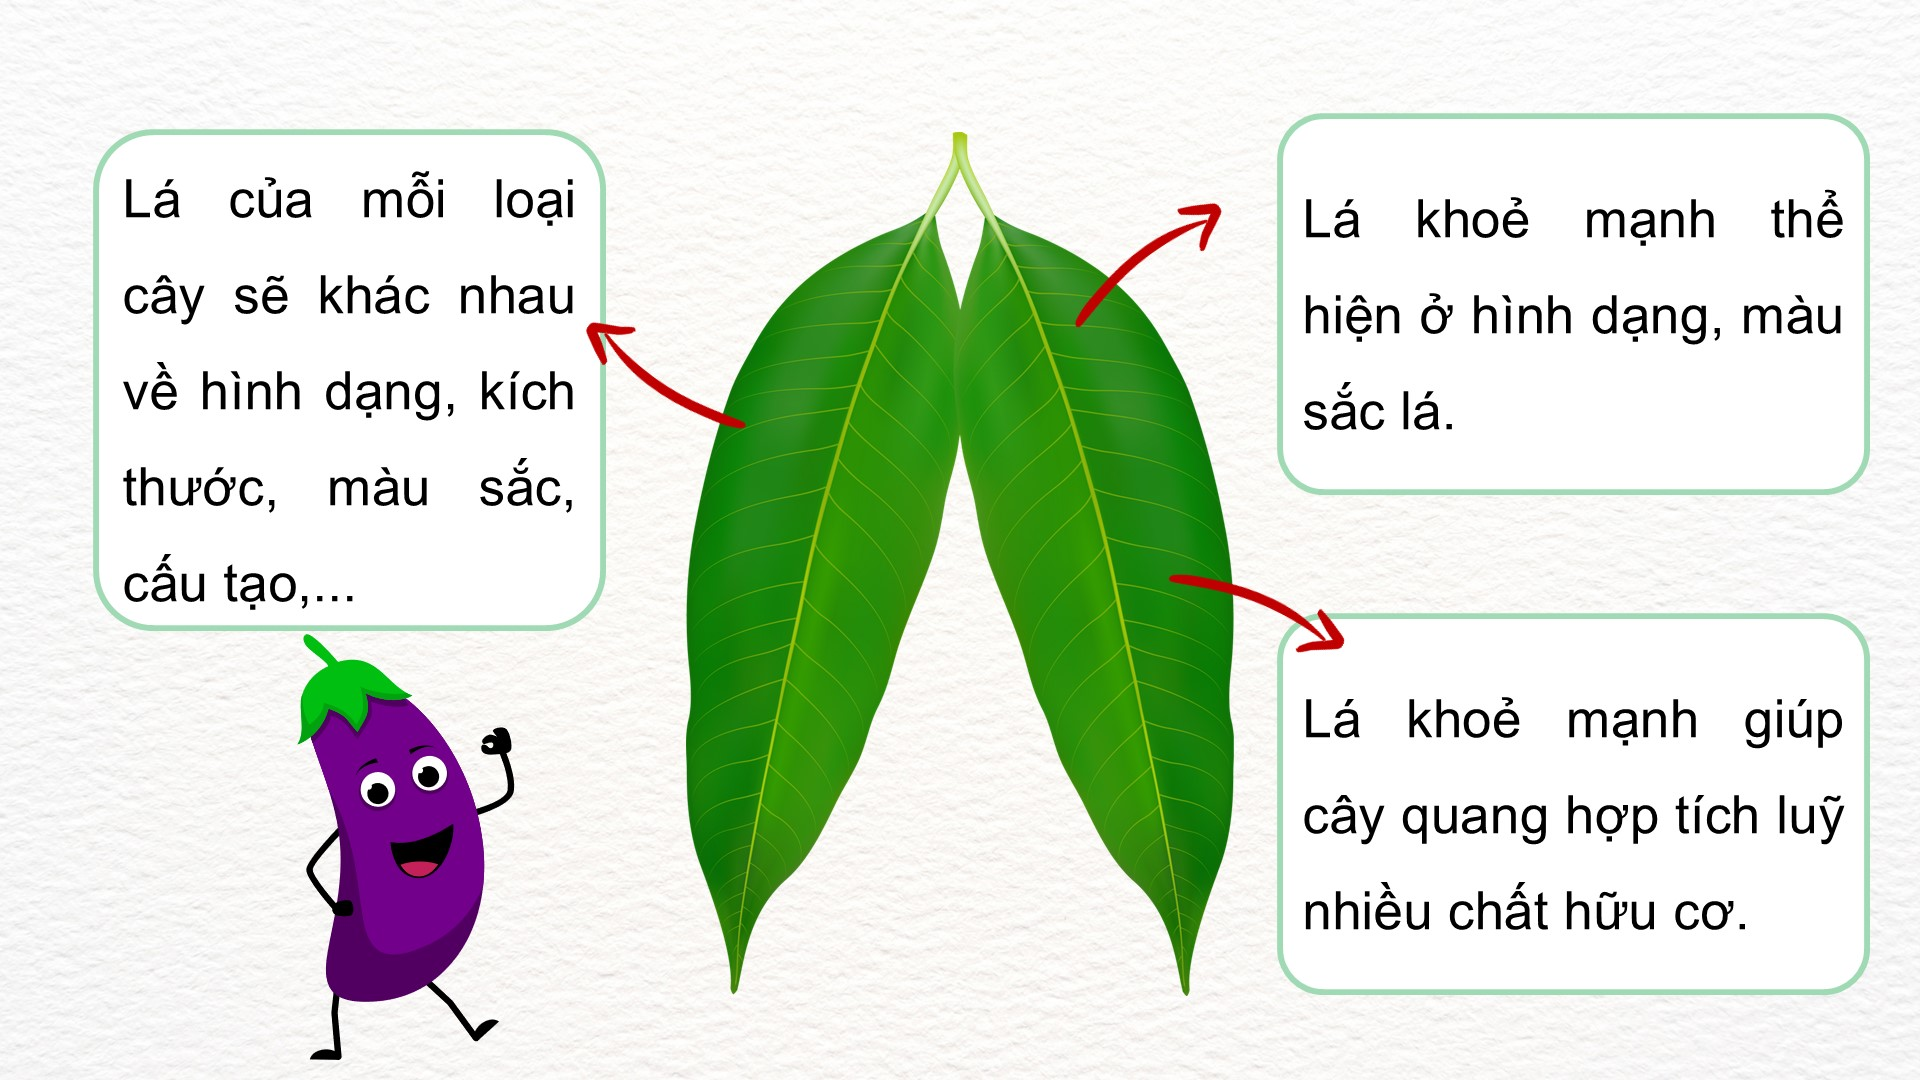 Lá của mỗi loại
cây sẽ khác nhau
về hình dạng, kích
thước, màu sắc,
cấu tạo,...
Lá khoẻ mạnh thể
hiện ở hình dạng, màu
sắc lá.
Lá khoẻ mạnh giúp
cây quang hợp tích luỹ
nhiều chất hữu cơ.